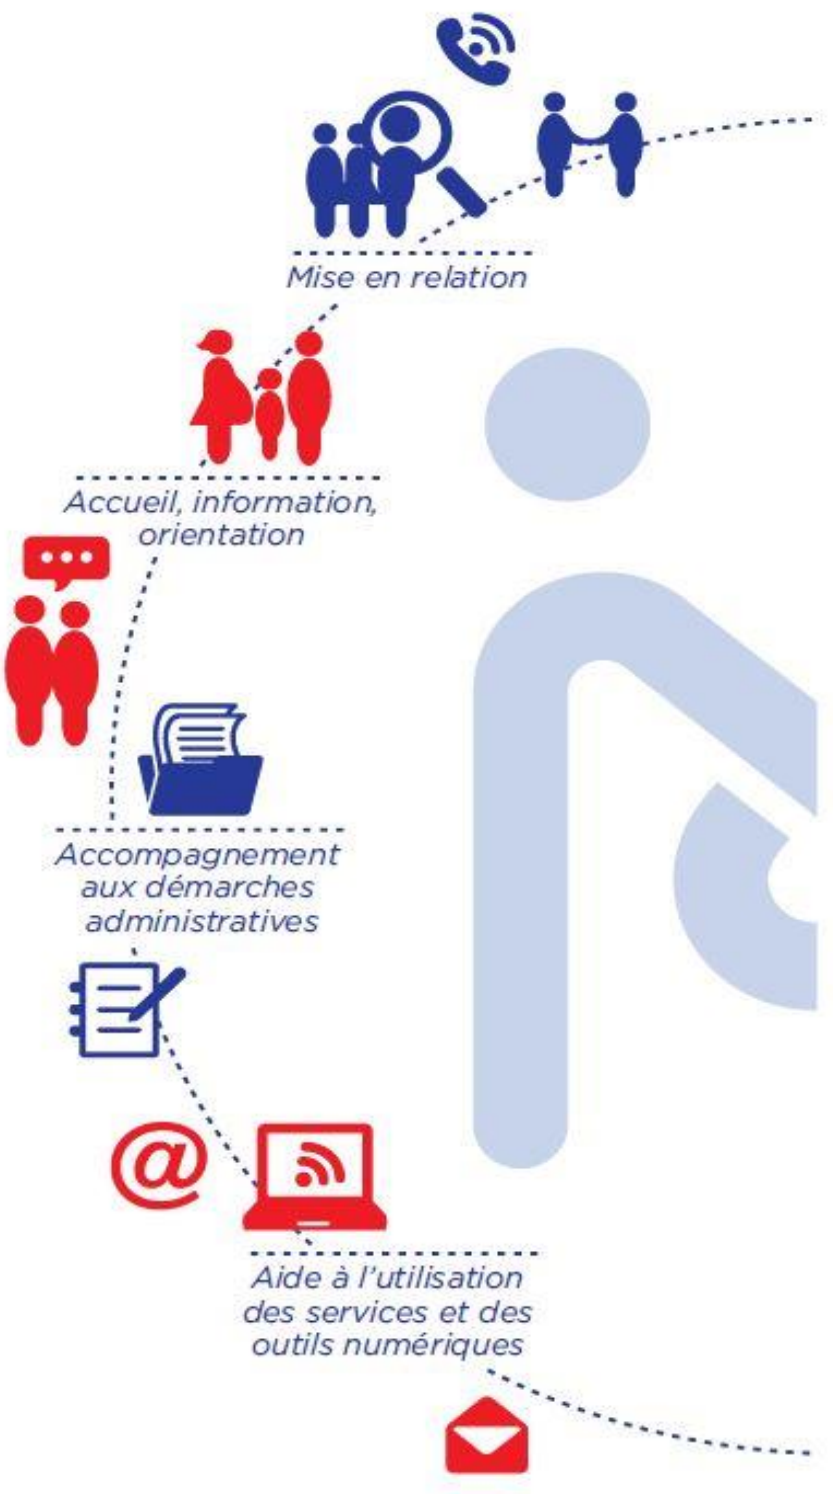 Mise en relation
Accueil, information,
orientation
Accompagnement
aux démarches
administratives
@
Aide à l'utilisation
des services et des
outils numériques